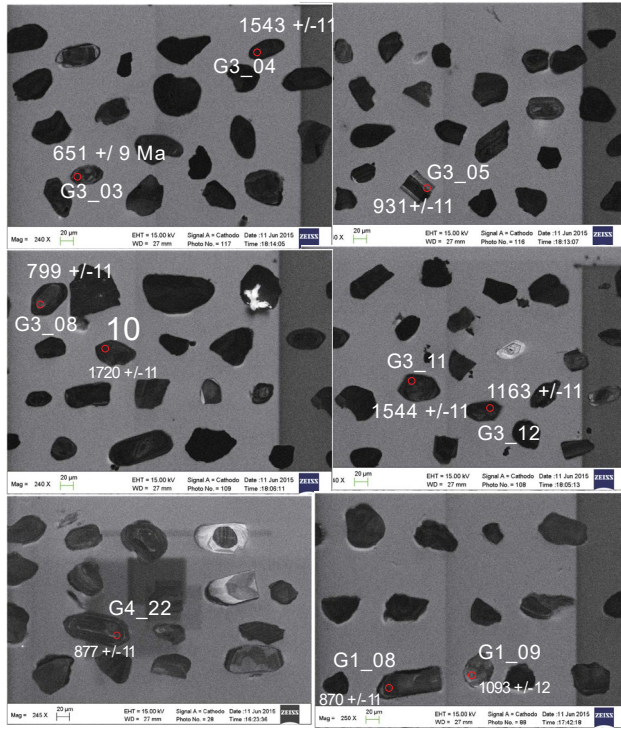 1543 +/-11
G3_04
651 +/ 9 Ma
G3_03
Mag = 240 X
20 µm
EHT = 15.00 kV
WD = 27 mm
Signal A = Cathodo
Photo No. = 117
Date :11 Jun 2015
Time :18:14:05
ZEISS
G3_05
931+/-11
0 X
20 µm
EHT = 15.00 kV
WD = 27 mm
Signal A = Cathodo
Photo No. = 116
Date :11 Jun 2015
Time :18:13:07
ZEISS
799 +/-11
G3_08
10
1720 +/-11
Mag = 240 X
20 µm
EHT = 15.00 kV
WD = 27 mm
Signal A = Cathodo
Photo No. = 109
Date :11 Jun 2015
Time :18:06:11
ZEISS
G3_11
1544 +/-11
1163 +/-11
G3_12
40 X
20 µm
EHT = 15.00 kV
WD = 27 mm
Signal A = Cathodo
Photo No. = 108
Date :11 Jun 2015
Time :18:05:13
ZEISS
G4_22
877 +/-11
Mag = 245 X
20 µm
EHT = 15.00 kV
WD = 27 mm
Signal A = Cathodo
Photo No. = 28
Date :11 Jun 2015
Time :16:23:36
ZEISS
G1_08
870 +/-11
G1_09
1093 +/-12
Mag = 250 X
20 µm
EHT = 15.00 kV
WD = 27 mm
Signal A = Cathodo
Photo No. = 99
Date :11 Jun 2015
Time :17:42:18
ZEISS